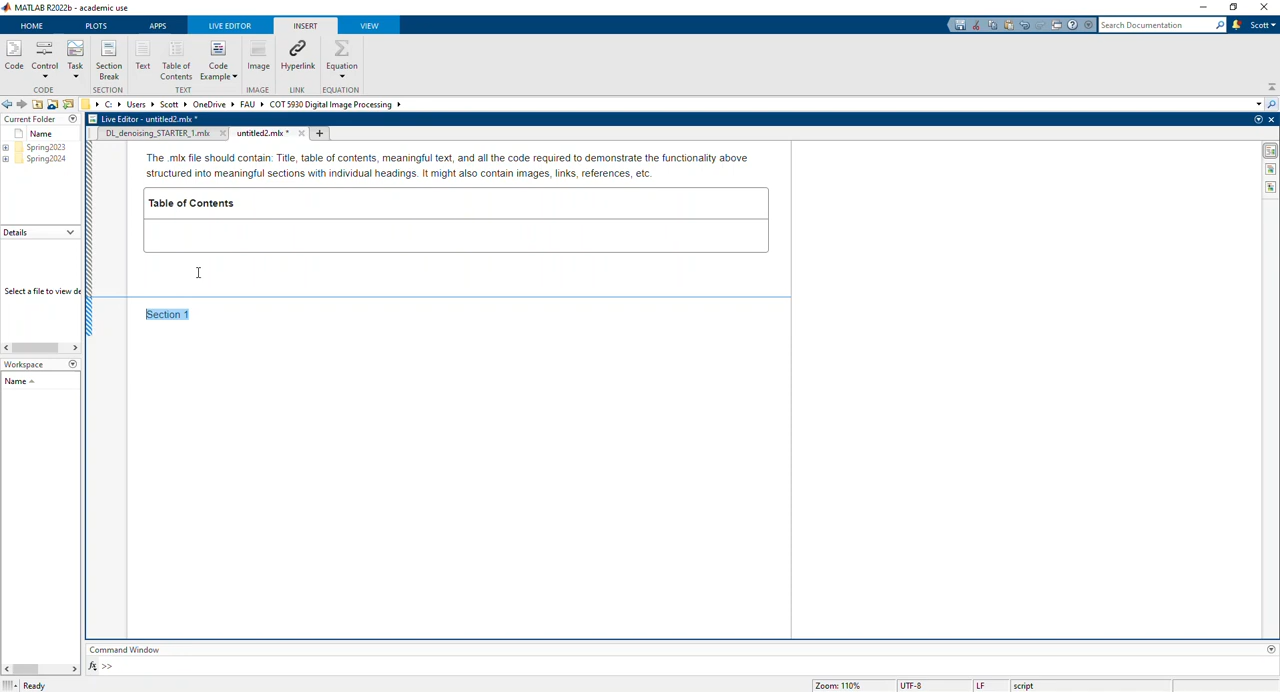 MATLAB R2022b - academic use
HOME PLOTS APPS LIVE EDITOR INSERT VIEW
Search Documentation
Scott
Code Control Task Section Break Text Table of Contents Code Example Image Hyperlink Equation
CODE SECTION TEXT IMAGE LINK EQUATION
C: Users Scott OneDrive FAU COT 5930 Digital Image Processing
Current Folder
Live Editor - untitled2.mlx *
Name
DL_denoising_STARTER_1.mlx
untitled2.mlx *
Spring2023
Spring2024
The .mlx file should contain: Title, table of contents, meaningful text, and all the code required to demonstrate the functionality above
structured into meaningful sections with individual headings. It might also contain images, links, references, etc.
Table of Contents
Details
Select a file to view de
Section 1
Workspace
Name
Command Window
fx >>
Ready
Zoom: 110%
UTF-8
LF
script